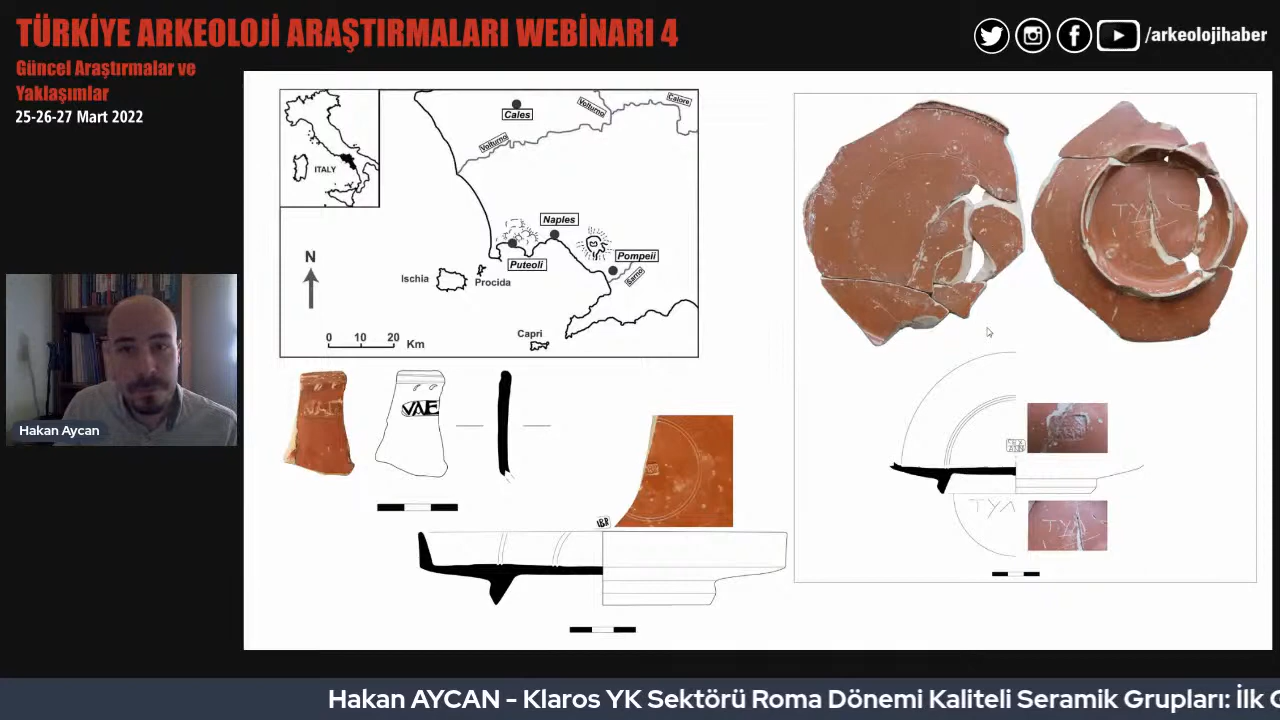 TÜRKİYE ARKEOLOJİ ARAŞTIRMALARI WEBİNARI 4
Güncel Araştırmalar ve
Yaklaşımlar
25-26-27 Mart 2022
/arkeolojihaber
ITALY
Cales
Volturno
Calore
Volturno
N
Naples
Puteoli
Pompeii
Sarno
Ischia
Procida
Capri
0 10 20 Km
VAE
TYΛ
TYΛ
Hakan Aycan
Hakan AYCAN - Klaros YK Sektörü Roma Dönemi Kaliteli Seramik Grupları: İlk